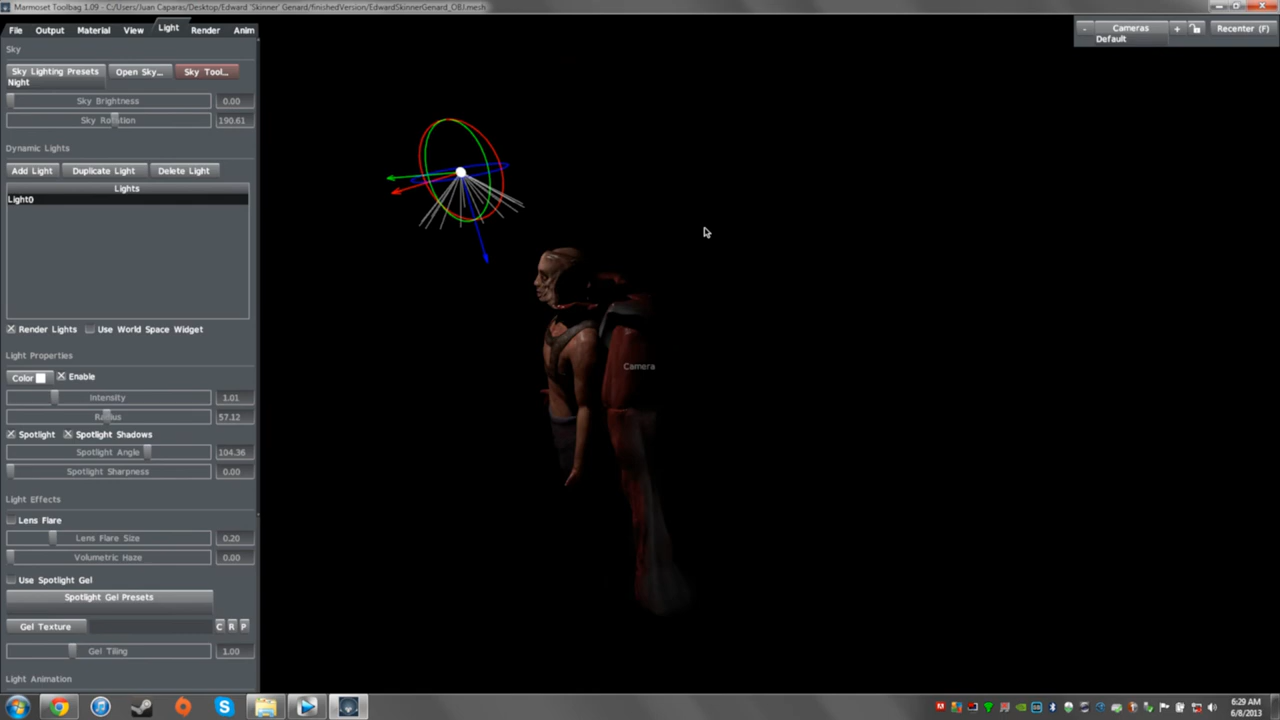 Marmoset Toolbag 1.09 - C:/Users/Juan Caparas/Desktop/Edward 'Skinner' Genard/finishedVersion/EdwardSkinnerGenard_OBJ.mesh
File Output Material View Light Render Anim
- Cameras + Recenter (F)
Default
Sky
Sky Lighting Presets Open Sky... Sky Tool...
Night
Sky Brightness 0.00
Sky Rotation 190.61
Dynamic Lights
Add Light Duplicate Light Delete Light
Lights
Light0
Render Lights Use World Space Widget
Light Properties
Color Enable
Camera
Intensity 1.01
Radius 57.12
Spotlight Spotlight Shadows
Spotlight Angle 104.36
Spotlight Sharpness 0.00
Light Effects
Lens Flare
Lens Flare Size 0.20
Volumetric Haze 0.00
Use Spotlight Gel
Spotlight Gel Presets
Gel Texture C R P
Gel Tiling 1.00
Light Animation
6:29 AM
6/8/2013